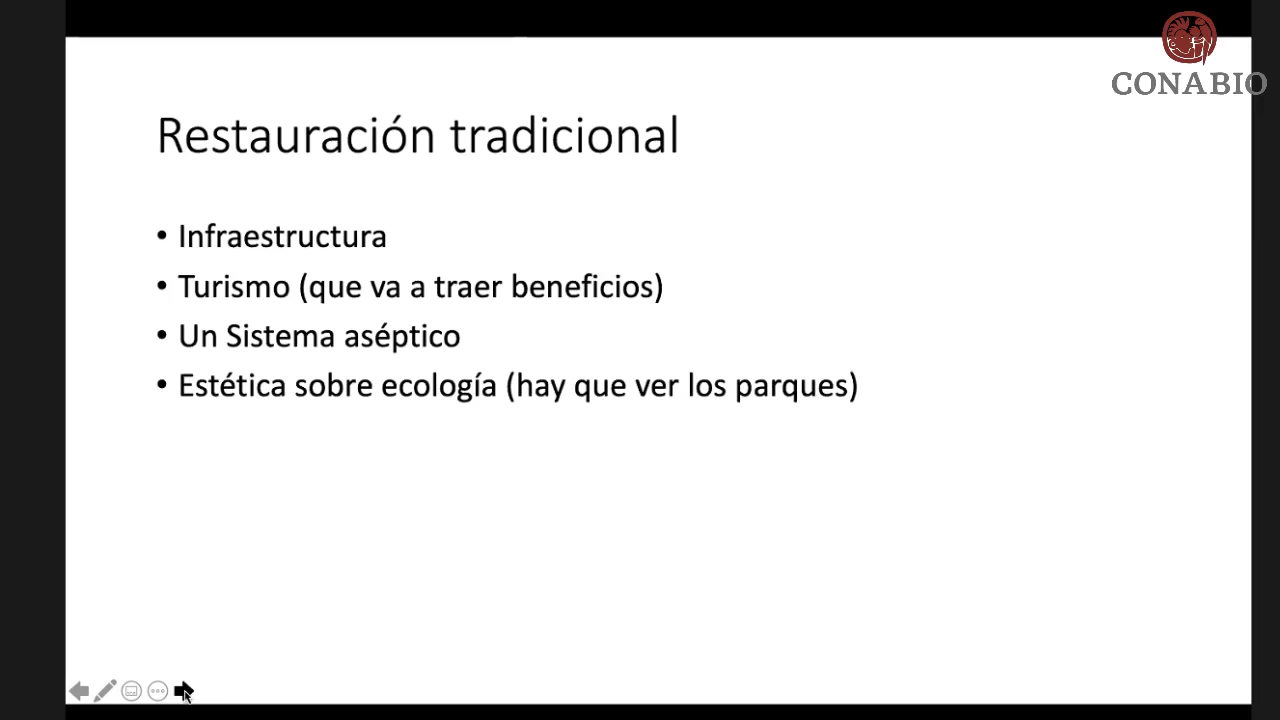 CONABIO
Restauración tradicional
• Infraestructura
• Turismo (que va a traer beneficios)
• Un Sistema aséptico
• Estética sobre ecología (hay que ver los parques)